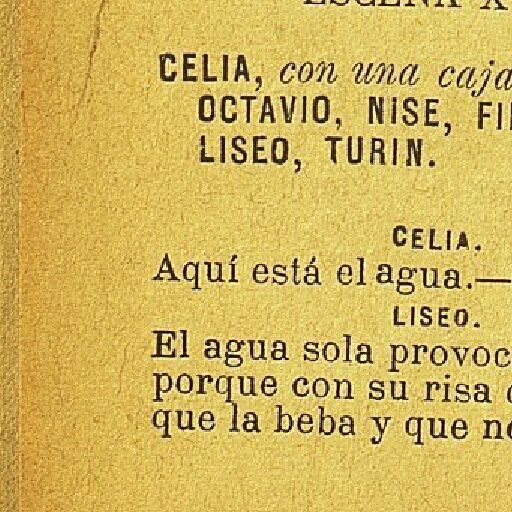 ESCENA X
CELIA, con una caja
OCTAVIO, NISE,
LISEO, TURIN.
CELIA.
Aquí está el agua.—
LISEO.
El agua sola provoc
porque con su risa
que la beba y que